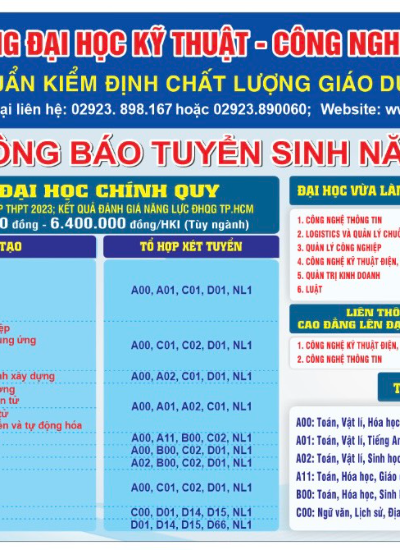 NG ĐẠI HỌC KỸ THUẬT - CÔNG NGH
UẨN KIỂM ĐỊNH CHẤT LƯỢNG GIÁO DỤ
ại liên hệ: 02923. 898.167 hoặc 02923.890060; Website: ww
ÔNG BÁO TUYỂN SINH NĂ
ĐẠI HỌC CHÍNH QUY
P THPT 2023; KẾT QUẢ ĐÁNH GIÁ NĂNG LỰC ĐHQG TP.HCM
0 đồng - 6.400.000 đồng/HKI (Tùy ngành)
TẠO
TỔ HỢP XÉT TUYỂN
A00, A01, C01, D01, NL1
ệp
ung ứng
A00, C01, C02, D01, NL1
nh xây dựng
A00, A02, C01, D01, NL1
ơng
n tử
tử
ển và tự động hóa
A00, A01, A02, C01, NL1
A00, A11, B00, C02, NL1
A00, B00, C02, D01, NL1
A02, B00, C02, D01, NL1
A00, C01, C02, D01, NL1
C00, D01, D14, D15, NL1
D01, D14, D15, D66, NL1
ĐẠI HỌC VỪA LÀ
1. CÔNG NGHỆ THÔNG TIN
2. LOGISTICS VÀ QUẢN LÝ CHUỖ
3. QUẢN LÝ CÔNG NGHIỆP
4. CÔNG NGHỆ KỸ THUẬT ĐIỆN,
5. QUẢN TRỊ KINH DOANH
6. LUẬT
LIÊN THÔ
CAO ĐẲNG LÊN ĐẠ
1. CÔNG NGHỆ KỸ THUẬT ĐIỆN,
2. CÔNG NGHỆ THÔNG TIN
T
A00: Toán, Vật lí, Hóa học
A01: Toán, Vật lí, Tiếng An
A02: Toán, Vật lí, Sinh học
A11: Toán, Hóa học, Giáo
B00: Toán, Hóa học, Sinh
C00: Ngữ văn, Lịch sử, Địa